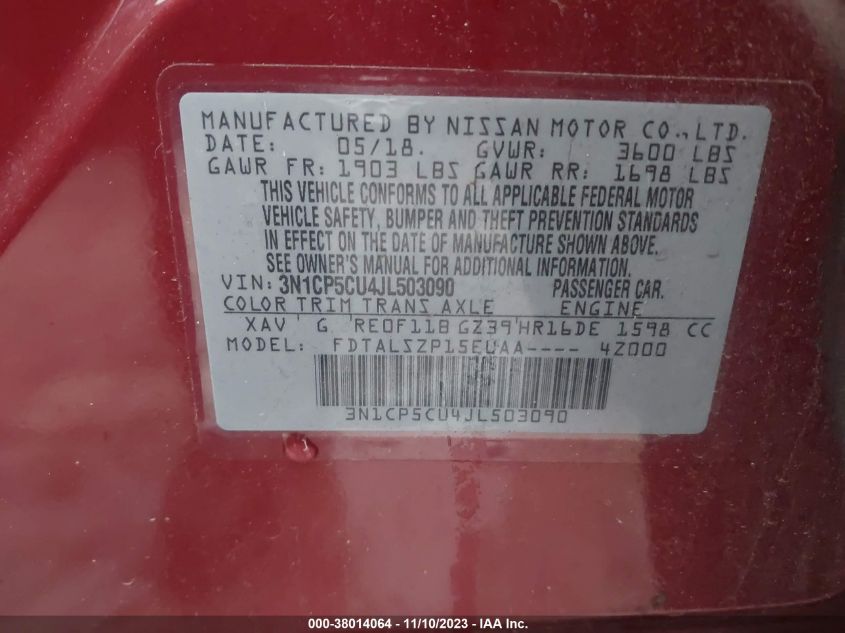 MANUFACTURED BY NISSAN MOTOR CO., LTD.
DATE: 05/18. GVWR: 3600 LBS
GAWR FR: 1903 LBS GAWR RR: 1698 LBS
THIS VEHICLE CONFORMS TO ALL APPLICABLE FEDERAL MOTOR
VEHICLE SAFETY, BUMPER AND THEFT PREVENTION STANDARDS
IN EFFECT ON THE DATE OF MANUFACTURE SHOWN ABOVE.
SEE OWNER'S MANUAL FOR ADDITIONAL INFORMATION.
VIN: 3N1CP5CU4JL503090 PASSENGER CAR.
COLOR TRIM TRANS AXLE ENGINE
XAV G RE0F11B GZ39 HR16DE 1598 CC
MODEL: FDTALSZP15EUAA---- 4Z000
3N1CP5CU4JL503090
000-38014064 - 11/10/2023 - IAA Inc.